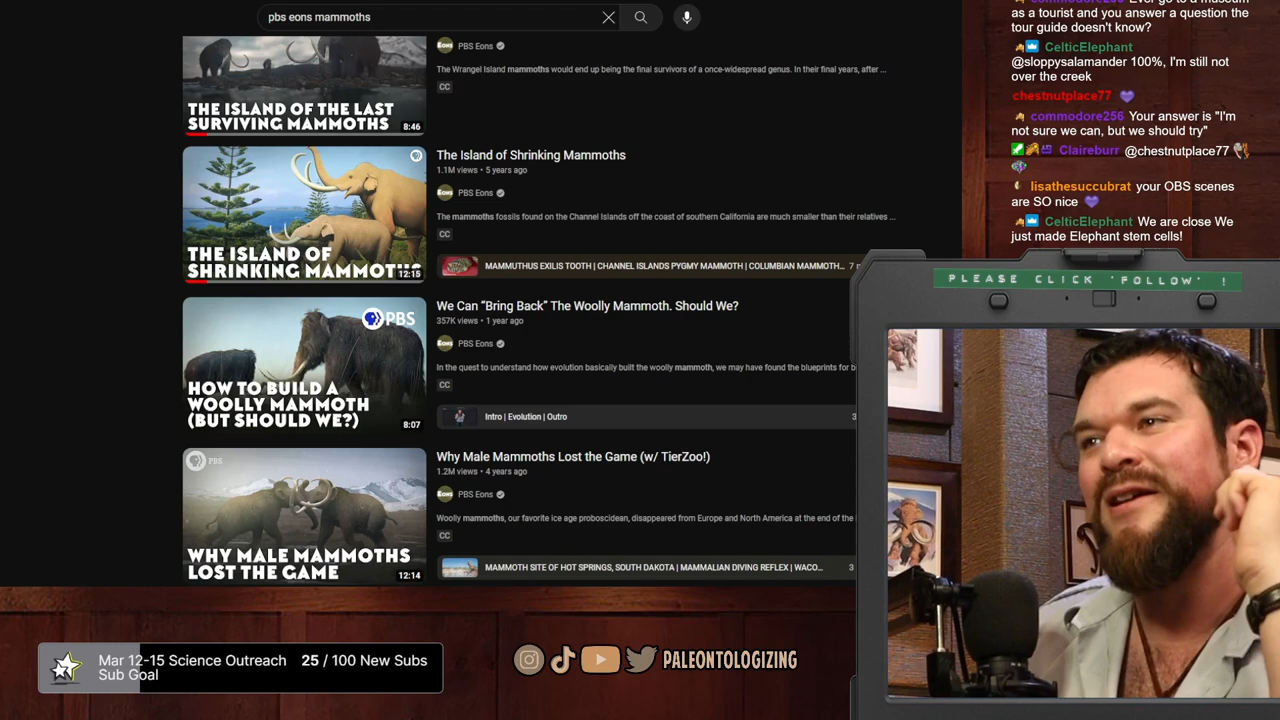 pbs eons mammoths
PBS Eons
The Wrangel Island mammoths would end up being the final survivors of a once-widespread genus. In their final years, after ...
CC
THE ISLAND OF THE LAST
SURVIVING MAMMOTHS
8:46
The Island of Shrinking Mammoths
1.1M views • 5 years ago
EONS PBS Eons
The mammoths fossils found on the Channel Islands off the coast of southern California are much smaller than their relatives ...
CC
THE ISLAND OF
SHRINKING MAMMOTHS
12:15
MAMMUTHUS EXILIS TOOTH | CHANNEL ISLANDS PYGMY MAMMOTH | COLUMBIAN MAMMOTH... 7
We Can “Bring Back” The Woolly Mammoth. Should We?
357K views • 1 year ago
EONS PBS Eons
In the quest to understand how evolution basically built the woolly mammoth, we may have found the blueprints for b
CC
PBS
HOW TO BUILD A
WOOLLY MAMMOTH
(BUT SHOULD WE?)
8:07
Intro | Evolution | Outro 3
Why Male Mammoths Lost the Game (w/ TierZoo!)
1.2M views • 4 years ago
EONS PBS Eons
Woolly mammoths, our favorite ice age proboscidean, disappeared from Europe and North America at the end of the
CC
PBS
WHY MALE MAMMOTHS
LOST THE GAME
12:14
MAMMOTH SITE OF HOT SPRINGS, SOUTH DAKOTA | MAMMALIAN DIVING REFLEX | WACO... 3
as a tourist and you answer a question the
tour guide doesn't know?
CelticElephant
@sloppysalamander 100%, I'm still not
over the creek
chestnutplace77
commodore256 Your answer is "I'm
not sure we can, but we should try"
Claireburr @chestnutplace77
lisathesuccubrat your OBS scenes
are SO nice
CelticElephant We are close We
just made Elephant stem cells!
PLEASE CLICK 'FOLLOW' !
Mar 12-15 Science Outreach 25 / 100 New Subs
Sub Goal
PALEONTOLOGIZING